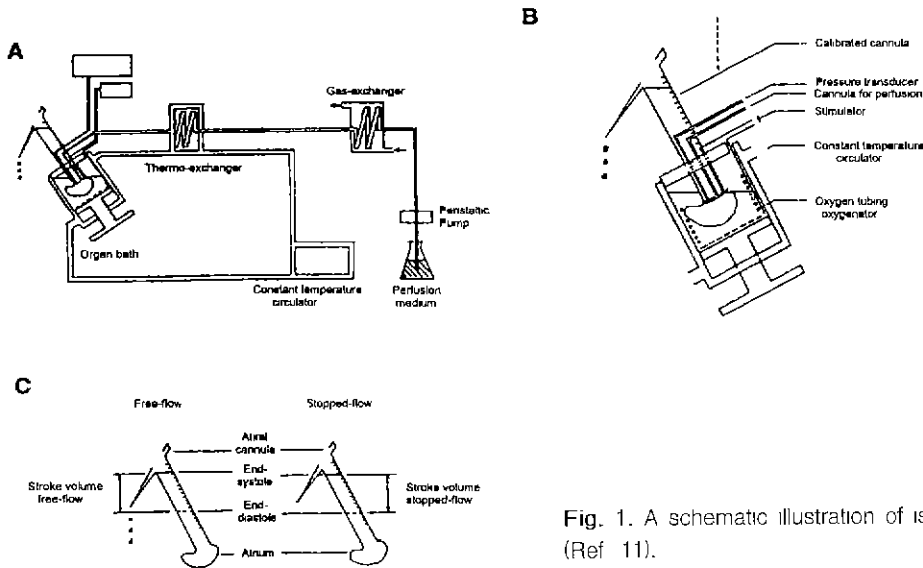 A
Gas-exchanger
Thermo-exchanger
Peristaltic
Pump
Organ bath
Constant temperature
circulator
Perfusion
medium
B
Calibrated cannula
Pressure transducer
Cannula for perfusion
Stimulator
Constant temperature
circulator
Oxygen tubing
oxygenator
C
Free-flow
Stopped-flow
Atrial
cannula
Stroke volume
free-flow
End-
systole
End-
diastole
Stroke volume
stopped-flow
Atrium
Fig. 1. A schematic illustration of is
(Ref 11).